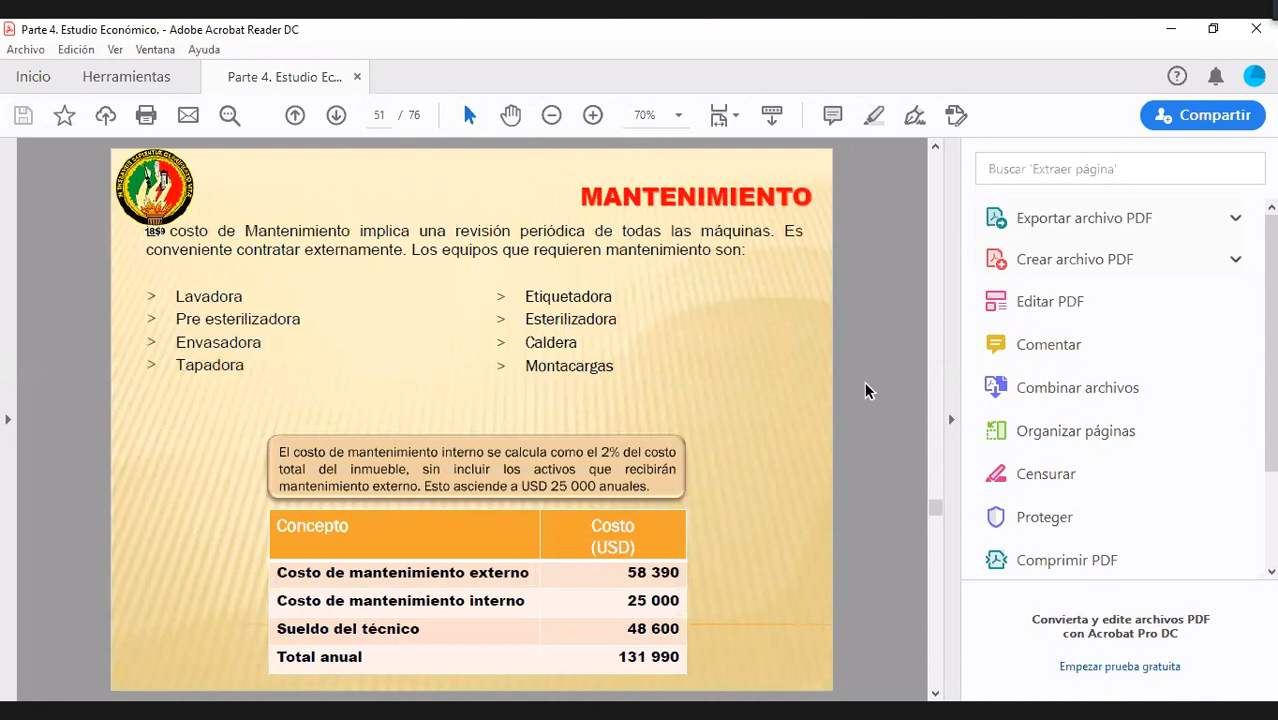 Parte 4. Estudio Económico. - Adobe Acrobat Reader DC
Archivo Edición Ver Ventana Ayuda
Inicio Herramientas Parte 4. Estudio Ec... ×
51 / 76 70%
Compartir
MANTENIMIENTO
1859 costo de Mantenimiento implica una revisión periódica de todas las máquinas. Es
conveniente contratar externamente. Los equipos que requieren mantenimiento son:
> Lavadora
> Pre esterilizadora
> Envasadora
> Tapadora
> Etiquetadora
> Esterilizadora
> Caldera
> Montacargas
El costo de mantenimiento interno se calcula como el 2% del costo
total del inmueble, sin incluir los activos que recibirán
mantenimiento externo. Esto asciende a USD 25 000 anuales.
Concepto Costo
(USD)
Costo de mantenimiento externo 58 390
Costo de mantenimiento interno 25 000
Sueldo del técnico 48 600
Total anual 131 990
Buscar 'Extraer página'
Exportar archivo PDF
Crear archivo PDF
Editar PDF
Comentar
Combinar archivos
Organizar páginas
Censurar
Proteger
Comprimir PDF
Convierta y edite archivos PDF
con Acrobat Pro DC
Empezar prueba gratuita